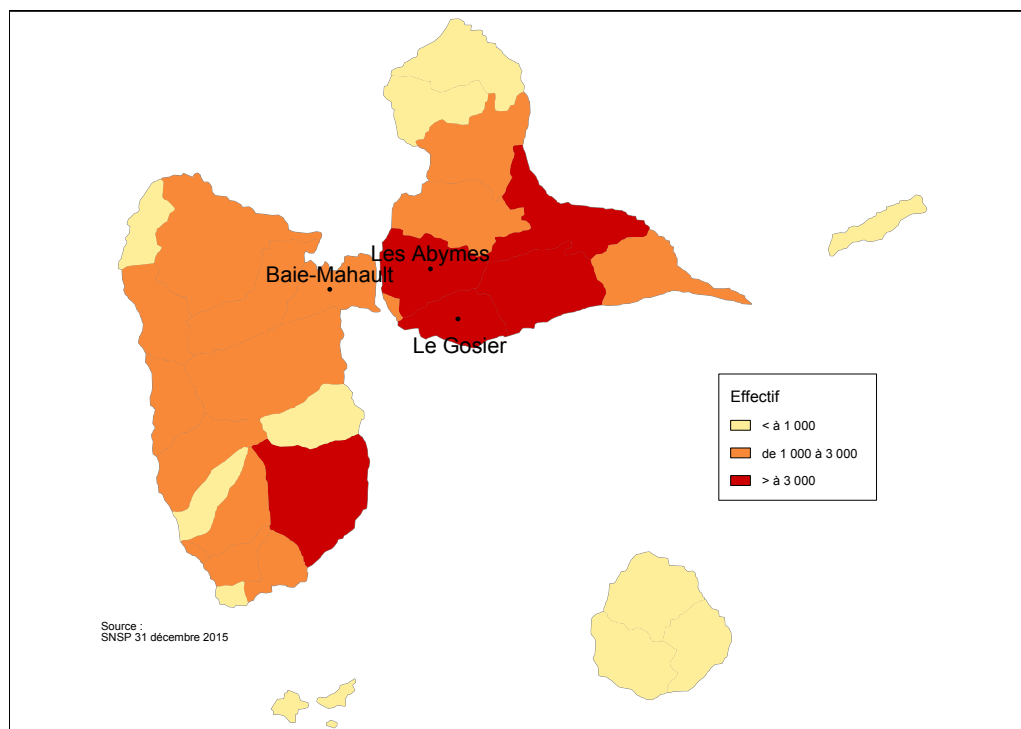 Les Abymes
Baie-Mahault
Le Gosier
Effectif
< à 1 000
de 1 000 à 3 000
> à 3 000
Source :
SNSP 31 décembre 2015